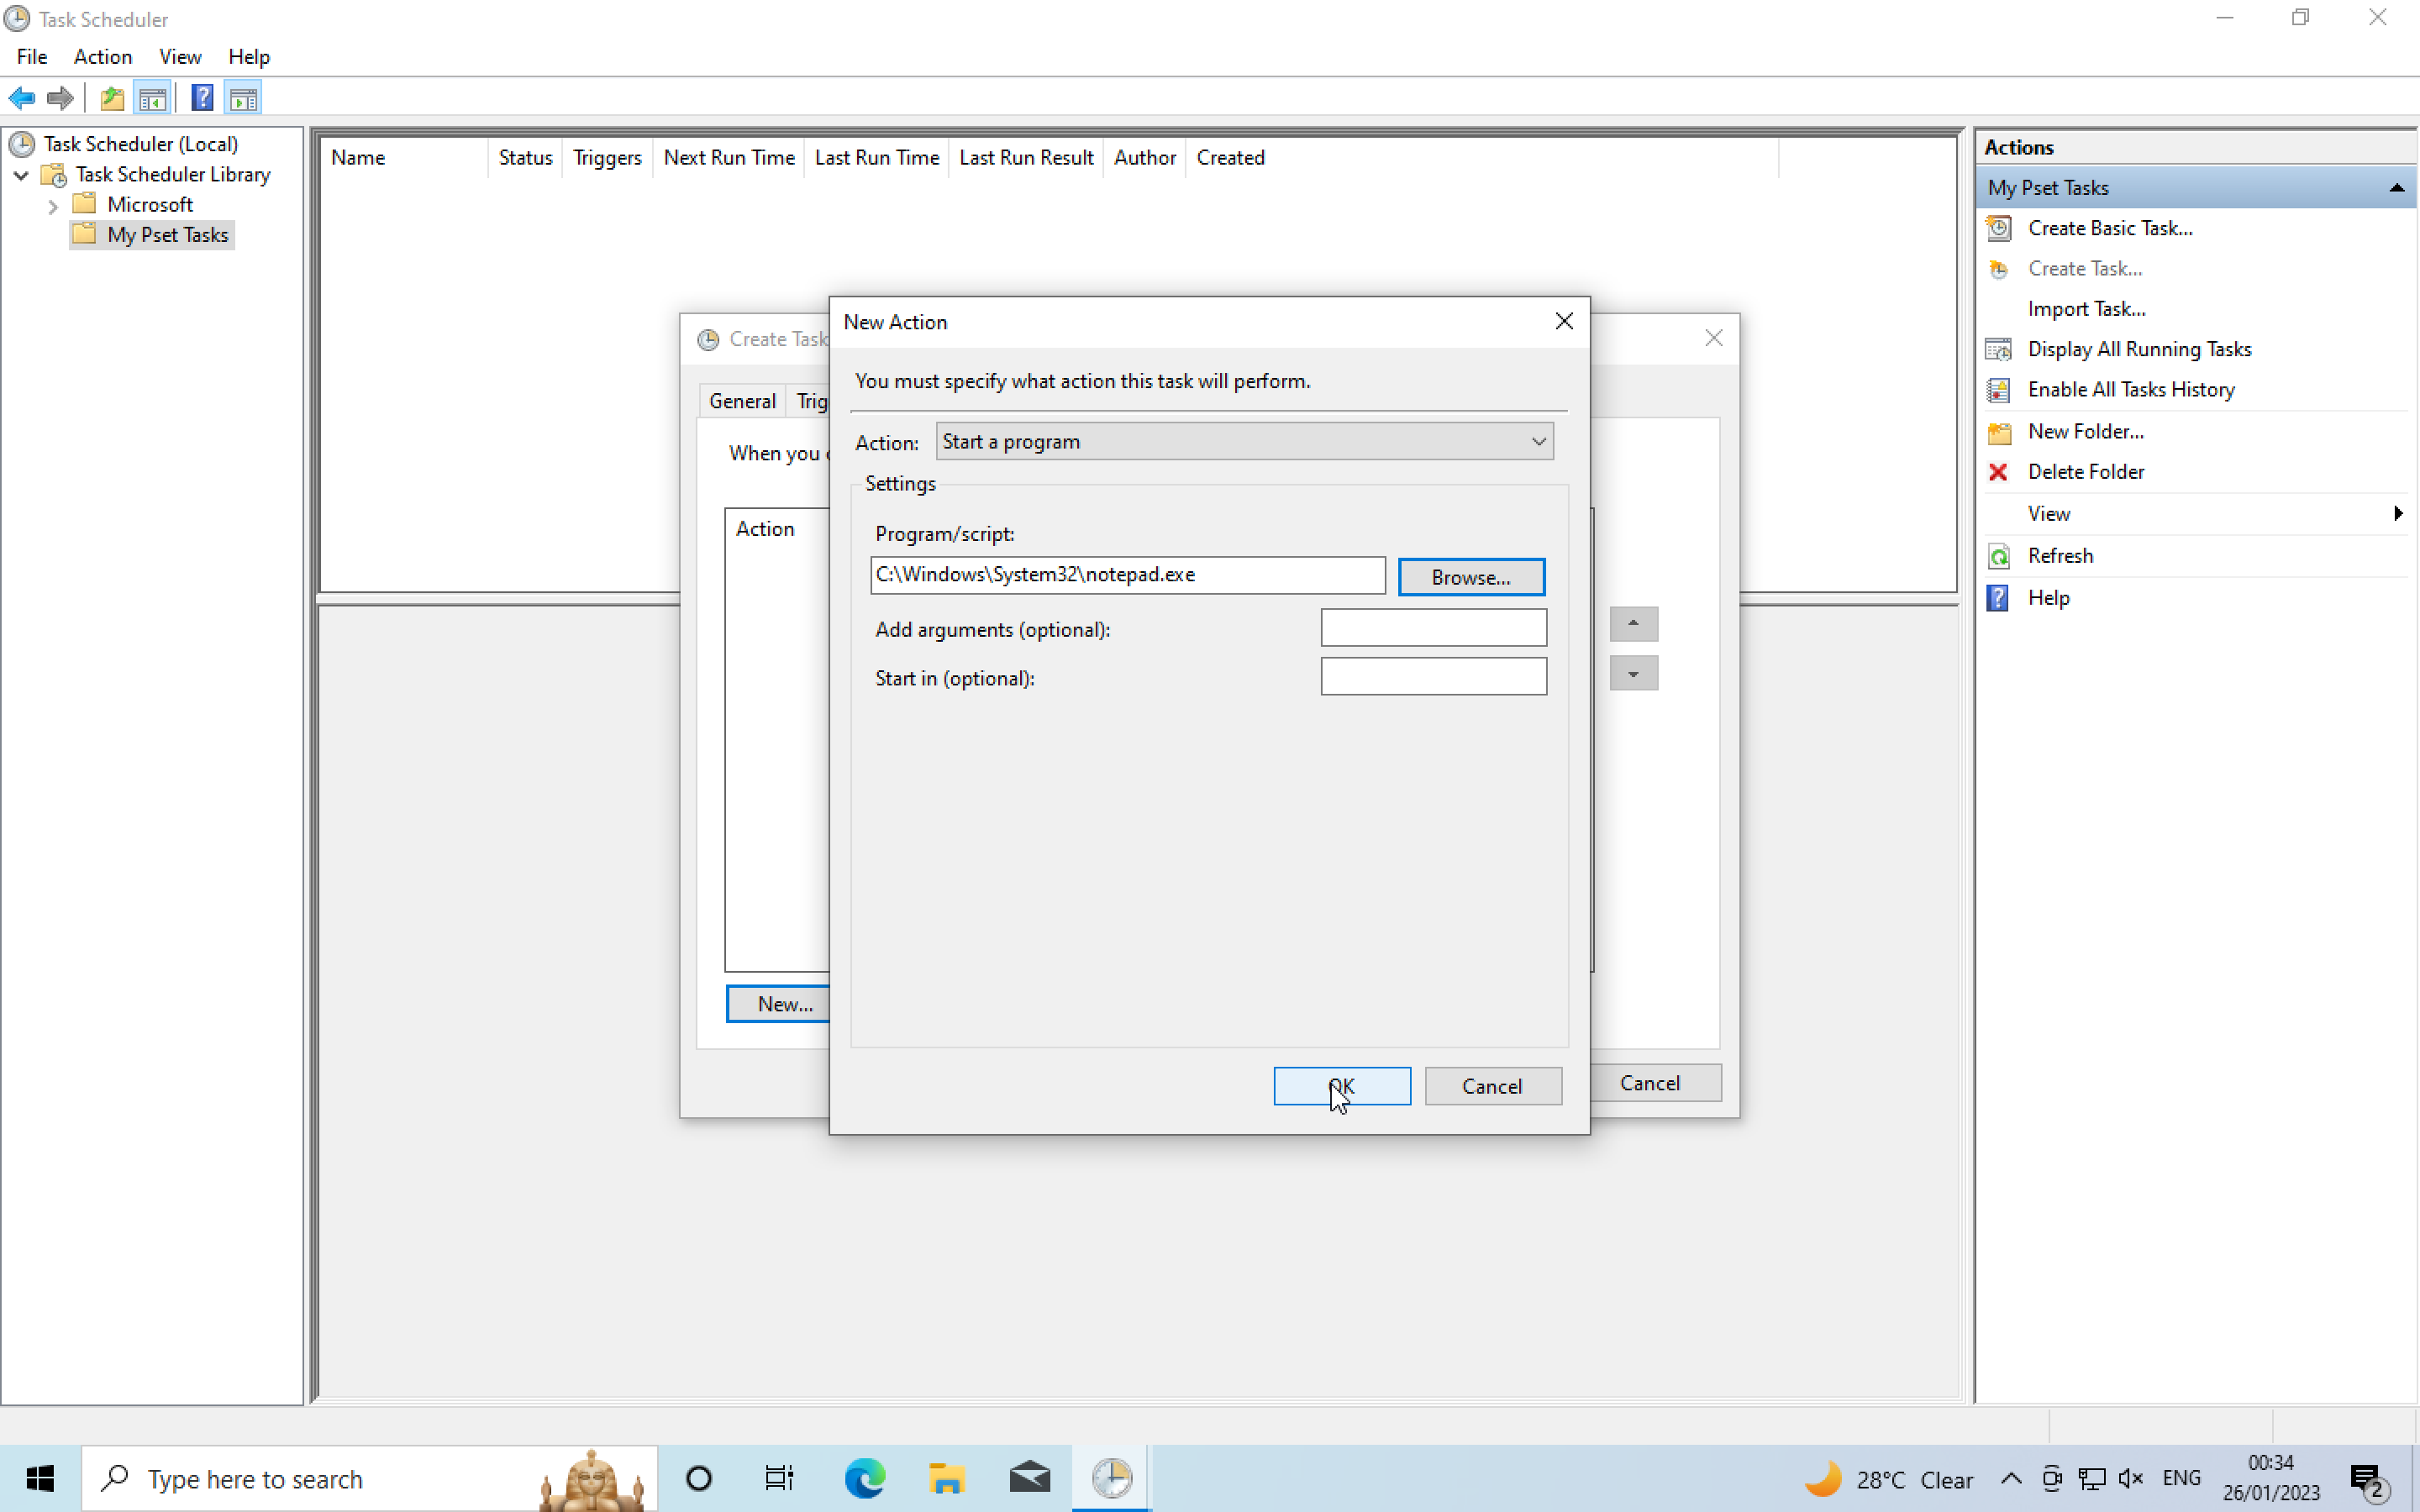 Task Scheduler
File Action View Help
Task Scheduler (Local)
Task Scheduler Library
Microsoft
My Pset Tasks
Name Status Triggers Next Run Time Last Run Time Last Run Result Author Created
Create Task
General Trig
When you
Action
New...
Cancel
New Action
You must specify what action this task will perform.
Action: Start a program
Settings
Program/script:
C:\Windows\System32\notepad.exe Browse...
Add arguments (optional):
Start in (optional):
OK Cancel
Actions
My Pset Tasks
Create Basic Task...
Create Task...
Import Task...
Display All Running Tasks
Enable All Tasks History
New Folder...
Delete Folder
View
Refresh
Help
Type here to search
28°C Clear
ENG
00:34
26/01/2023
2